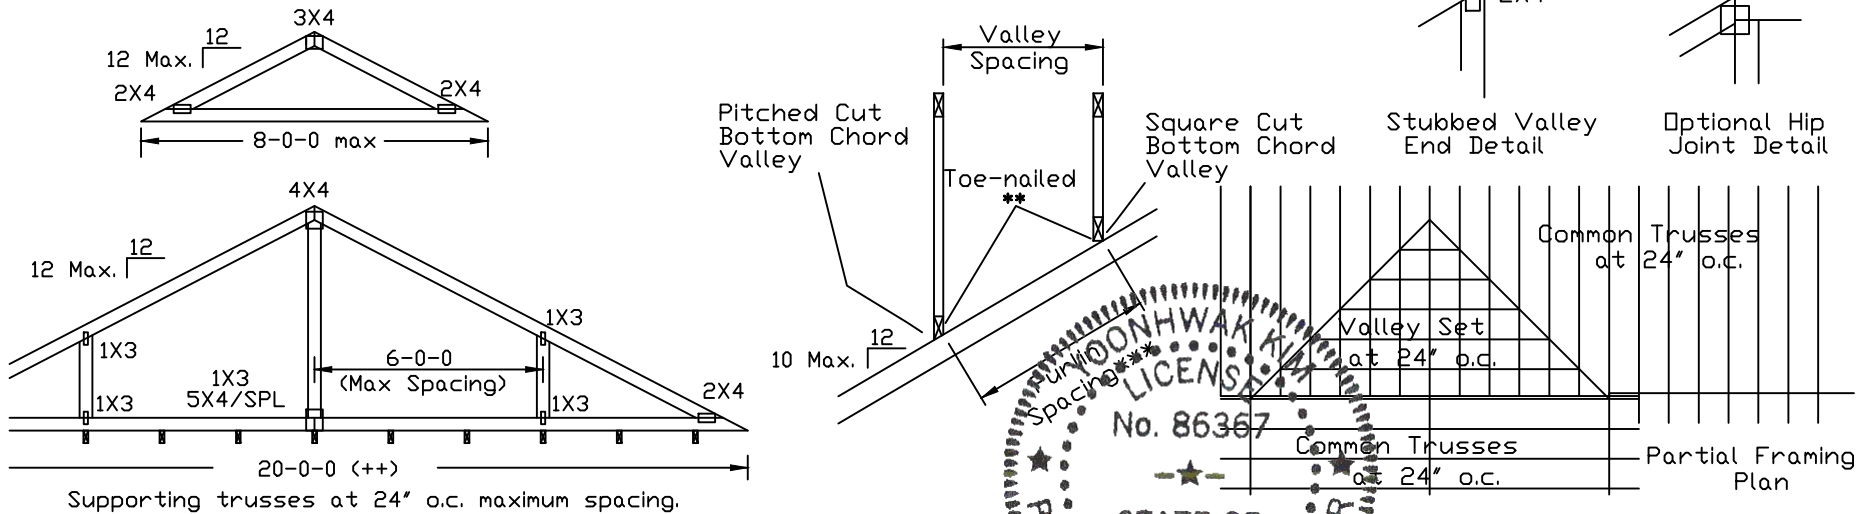 3X4
12
12 Max.
2X4
2X4
8-0-0 max
4X4
12
12 Max.
1X3
1X3
6-0-0
(Max Spacing)
1X3
5X4/SPL
2X4
1X3
1X3
20-0-0 (++)
Supporting trusses at 24" o.c. maximum spacing.
Valley
Spacing
Pitched Cut
Bottom Chord
Valley
Toe-nailed
**
Square Cut
Bottom Chord
Valley
12
10 Max.
Purlin
Spacing***
2X4
Stubbed Valley
End Detail
Optional Hip
Joint Detail
Common Trusses
at 24" o.c.
Valley Set
at 24" o.c.
Common Trusses
at 24" o.c.
Partial Framing
Plan
YOONHWAK KIM
LICENSE
No. 86367
STATE OF